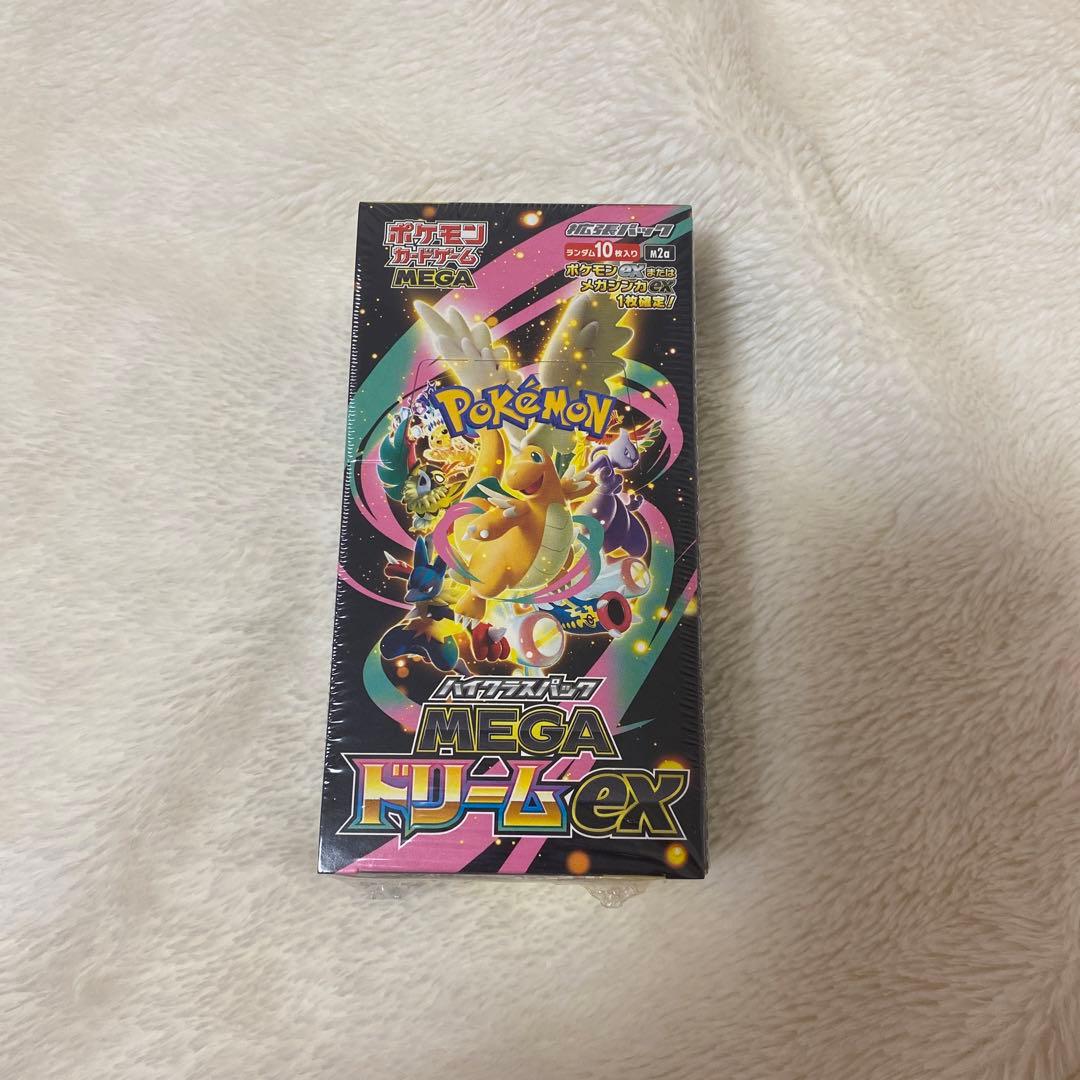 ポケモン
カードゲーム
MEGA
拡張パック
ランダム10枚入り M2a
ポケモンexまたは
メガシンカex
1枚確定!
POKéMON
ハイクラスパック
MEGA
ドリームex